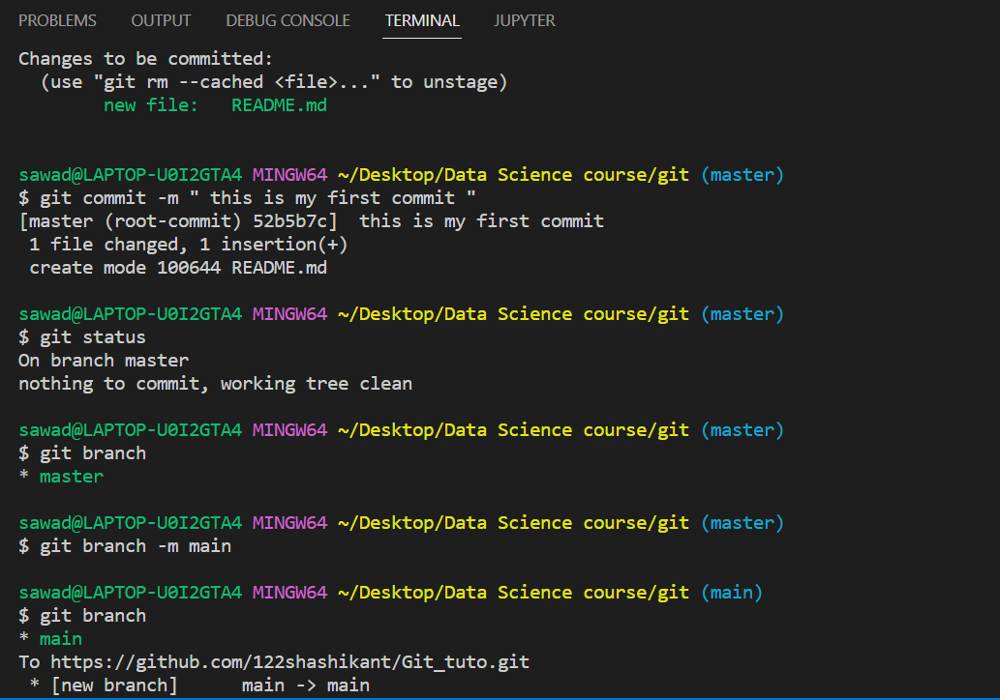 PROBLEMS OUTPUT DEBUG CONSOLE TERMINAL JUPYTER
Changes to be committed:
  (use "git rm --cached <file>..." to unstage)
        new file:   README.md
sawad@LAPTOP-U0I2GTA4 MINGW64 ~/Desktop/Data Science course/git (master)
$ git commit -m " this is my first commit "
[master (root-commit) 52b5b7c]  this is my first commit
 1 file changed, 1 insertion(+)
 create mode 100644 README.md
sawad@LAPTOP-U0I2GTA4 MINGW64 ~/Desktop/Data Science course/git (master)
$ git status
On branch master
nothing to commit, working tree clean
sawad@LAPTOP-U0I2GTA4 MINGW64 ~/Desktop/Data Science course/git (master)
$ git branch
* master
sawad@LAPTOP-U0I2GTA4 MINGW64 ~/Desktop/Data Science course/git (master)
$ git branch -m main
sawad@LAPTOP-U0I2GTA4 MINGW64 ~/Desktop/Data Science course/git (main)
$ git branch
* main
To https://github.com/122shashikant/Git_tuto.git
 * [new branch]      main -> main